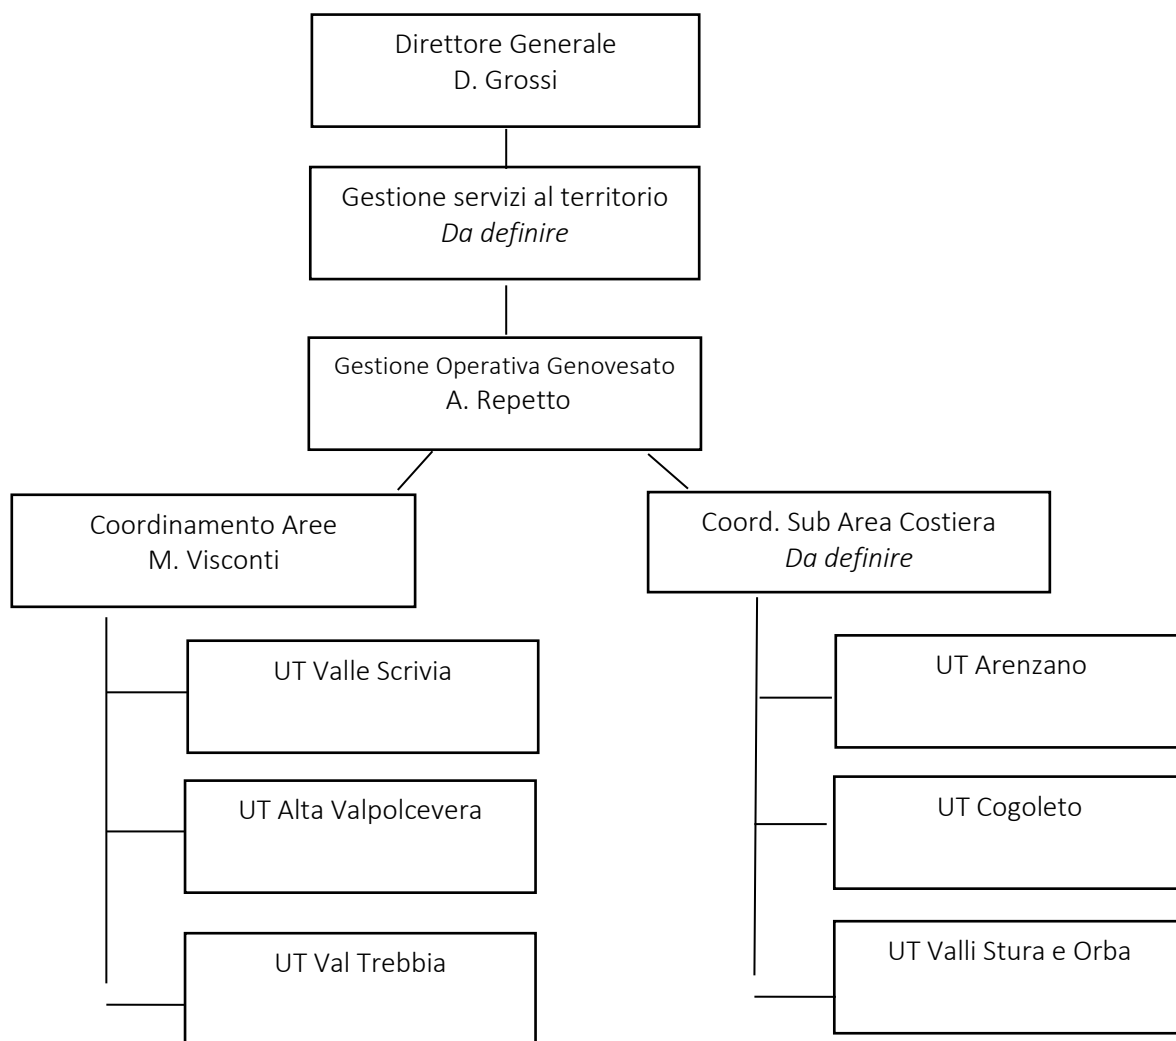 Direttore Generale
D. Grossi
Gestione servizi al territorio
Da definire
Gestione Operativa Genovesato
A. Repetto
Coordinamento Aree
M. Visconti
Coord. Sub Area Costiera
Da definire
UT Valle Scrivia
UT Alta Valpolcevera
UT Val Trebbia
UT Arenzano
UT Cogoleto
UT Valli Stura e Orba